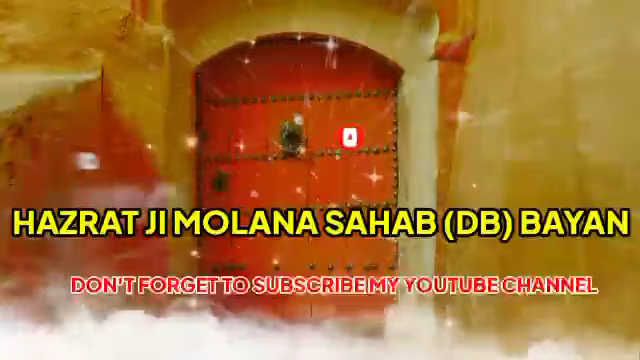 HAZRAT JI MOLANA SAHAB (DB) BAYAN
DON'T FORGET TO SUBSCRIBE MY YOUTUBE CHANNEL